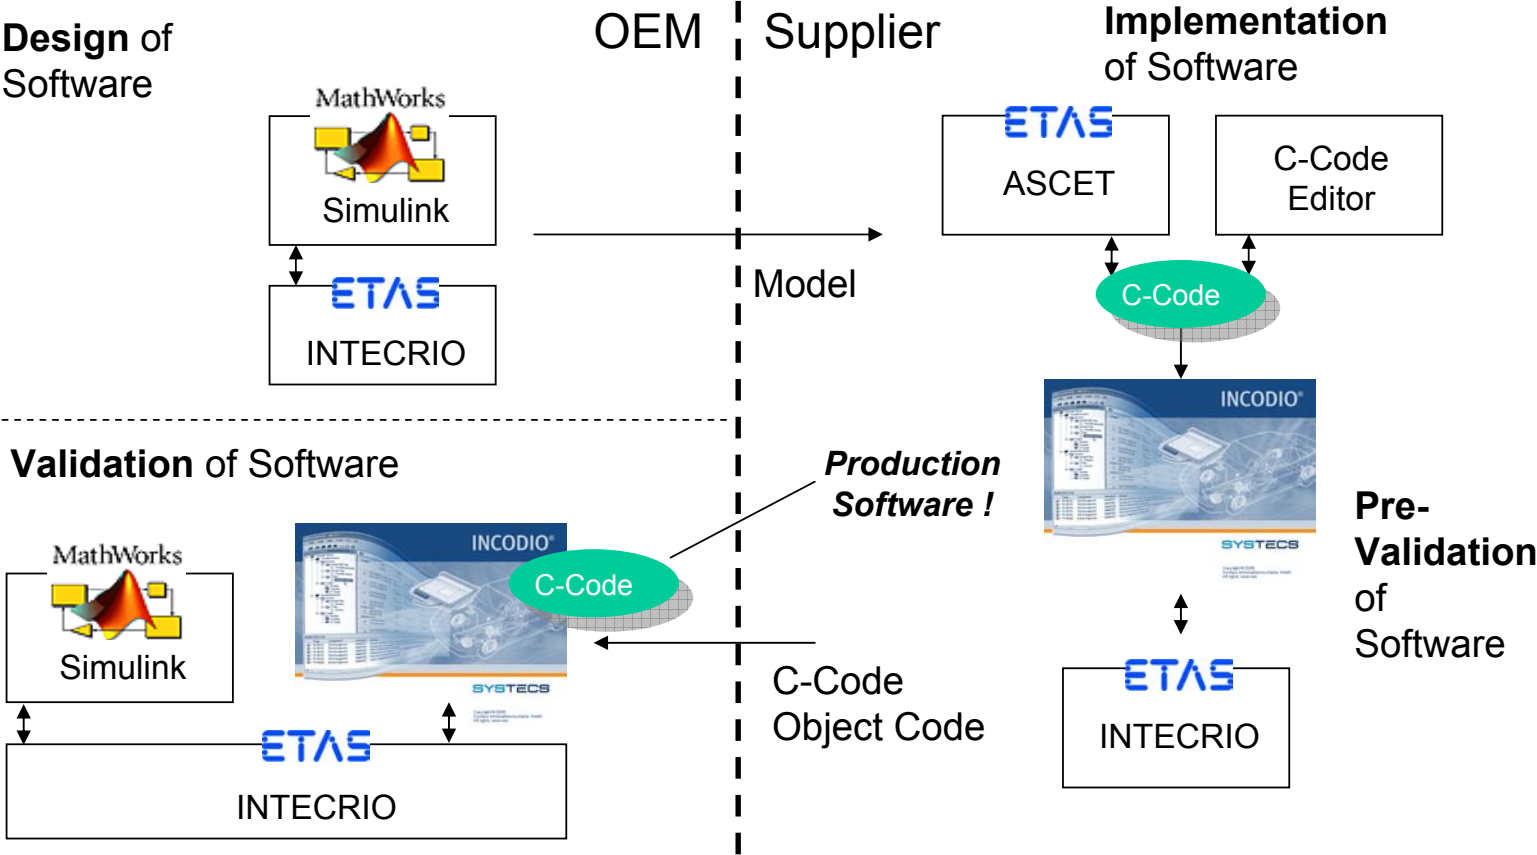 Design of
Software
MathWorks
Simulink
ETAS
INTECRIO
OEM
Supplier
Model
Implementation
of Software
ETAS
ASCET
C-Code
Editor
C-Code
INCODIO®
SYSTECS
Pre-
Validation
of
Software
ETAS
INTECRIO
Validation of Software
MathWorks
Simulink
INCODIO®
SYSTECS
C-Code
Production
Software !
C-Code
Object Code
ETAS
INTECRIO